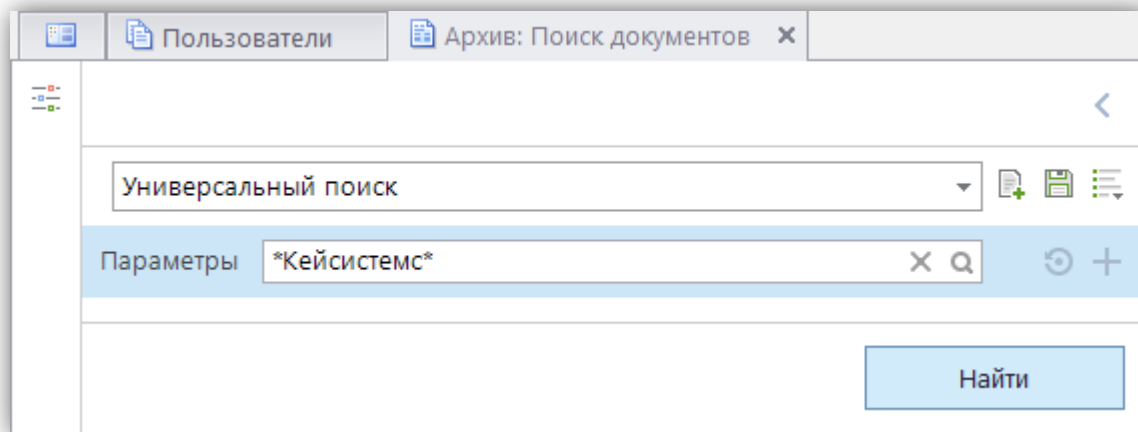 Пользователи
Архив: Поиск документов
Универсальный поиск
Параметры *Кейсистемс*
Найти